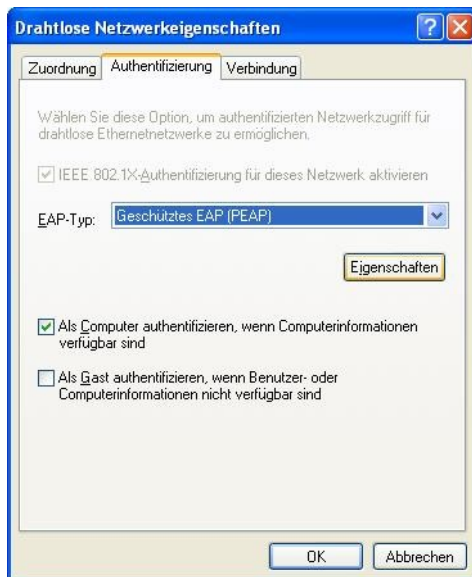 Drahtlose Netzwerkeigenschaften
Zuordnung Authentifizierung Verbindung
Wählen Sie diese Option, um authentifizierten Netzwerkzugriff für
drahtlose Ethernetnetzwerke zu ermöglichen.
IEEE 802.1X-Authentifizierung für dieses Netzwerk aktivieren
EAP-Typ: Geschütztes EAP (PEAP)
Eigenschaften
Als Computer authentifizieren, wenn Computerinformationen
verfügbar sind
Als Gast authentifizieren, wenn Benutzer- oder
Computerinformationen nicht verfügbar sind
OK Abbrechen